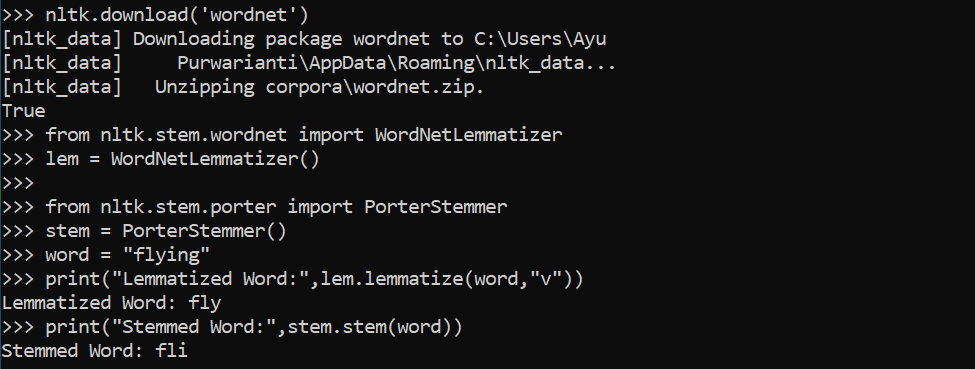 >>> nltk.download('wordnet')
[nltk_data] Downloading package wordnet to C:\Users\Ayu
[nltk_data]     Purwarianti\AppData\Roaming\nltk_data...
[nltk_data]   Unzipping corpora\wordnet.zip.
True
>>> from nltk.stem.wordnet import WordNetLemmatizer
>>> lem = WordNetLemmatizer()
>>>
>>> from nltk.stem.porter import PorterStemmer
>>> stem = PorterStemmer()
>>> word = "flying"
>>> print("Lemmatized Word:",lem.lemmatize(word,"v"))
Lemmatized Word: fly
>>> print("Stemmed Word:",stem.stem(word))
Stemmed Word: fli